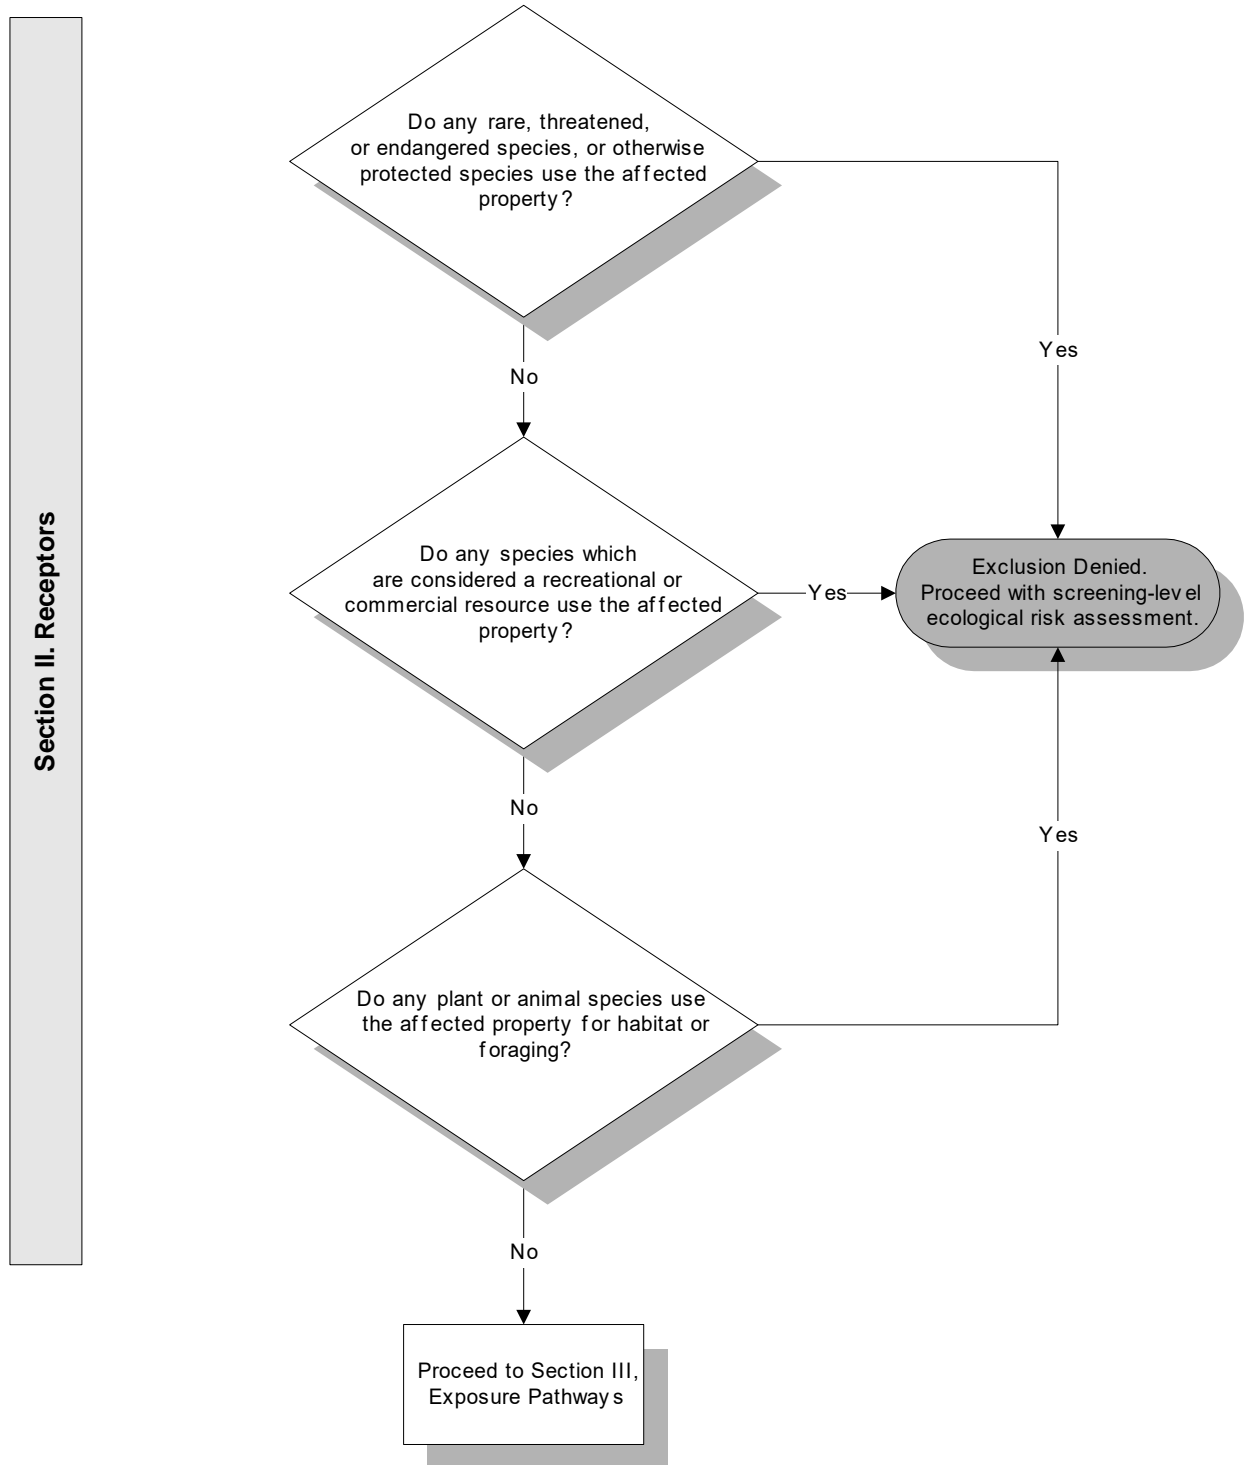 Section II. Receptors
Do any rare, threatened,
or endangered species, or otherwise
protected species use the affected
property?
Yes
No
Do any species which
are considered a recreational or
commercial resource use the affected
property?
Yes
Exclusion Denied.
Proceed with screening-level
ecological risk assessment.
No
Yes
Do any plant or animal species use
the affected property for habitat or
foraging?
No
Proceed to Section III,
Exposure Pathways